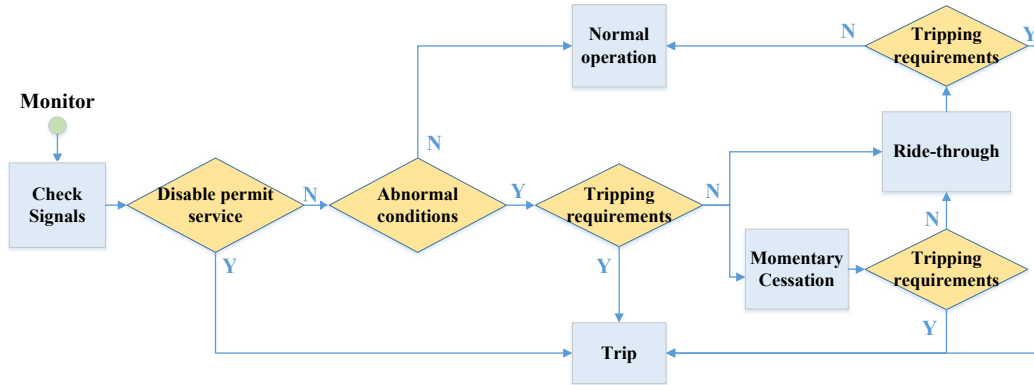 Normal
operation
N
Tripping
requirements
Y
Monitor
N
Ride-through
Check
Signals
Disable permit
service
N
Abnormal
conditions
Y
Tripping
requirements
N
N
Y
Y
Momentary
Cessation
Tripping
requirements
Y
Trip